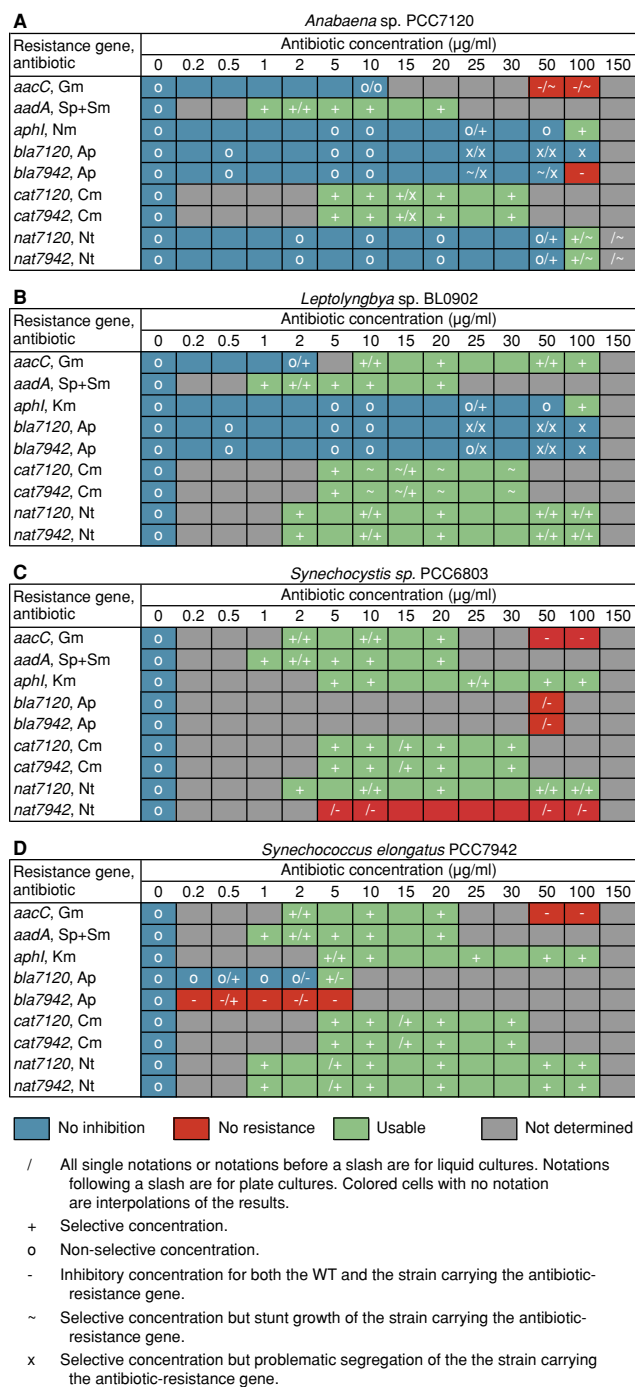 A Anabaena sp. PCC7120
Resistance gene, antibiotic Antibiotic concentration (µg/ml)
0 0.2 0.5 1 2 5 10 15 20 25 30 50 100 150
aacC, Gm o o/o -/~ -/~
aadA, Sp+Sm o + +/+ + + +
aphI, Nm o o o o/+ o +
bla7120, Ap o o o o x/x x/x x
bla7942, Ap o o o o ~/x ~/x -
cat7120, Cm o + + +/x + +
cat7942, Cm o + + +/x + +
nat7120, Nt o o o o o/+ +/~ /~
nat7942, Nt o o o o o/+ +/~ /~
B Leptolyngbya sp. BL0902
Resistance gene, antibiotic Antibiotic concentration (µg/ml)
0 0.2 0.5 1 2 5 10 15 20 25 30 50 100 150
aacC, Gm o o/+ +/+ + +/+ +
aadA, Sp+Sm o + +/+ + + +
aphI, Km o o o o/+ o +
bla7120, Ap o o o o x/x x/x x
bla7942, Ap o o o o o/x x/x x
cat7120, Cm o + ~ ~/+ ~ ~
cat7942, Cm o + ~ ~/+ ~ ~
nat7120, Nt o + +/+ + +/+ +/+
nat7942, Nt o + +/+ + +/+ +/+
C Synechocystis sp. PCC6803
Resistance gene, antibiotic Antibiotic concentration (µg/ml)
0 0.2 0.5 1 2 5 10 15 20 25 30 50 100 150
aacC, Gm o +/+ +/+ + - -
aadA, Sp+Sm o + +/+ + + +
aphI, Km o + + +/+ + +
bla7120, Ap o /-
bla7942, Ap o /-
cat7120, Cm o + + /+ + +
cat7942, Cm o + + /+ + +
nat7120, Nt o + +/+ + +/+ +/+
nat7942, Nt o /- /- /- /-
D Synechococcus elongatus PCC7942
Resistance gene, antibiotic Antibiotic concentration (µg/ml)
0 0.2 0.5 1 2 5 10 15 20 25 30 50 100 150
aacC, Gm o +/+ + + - -
aadA, Sp+Sm o + +/+ + + +
aphI, Km o +/+ + + + +
bla7120, Ap o o o/+ o o/- +/-
bla7942, Ap o - -/+ - -/- -
cat7120, Cm o + + /+ + +
cat7942, Cm o + + /+ + +
nat7120, Nt o + /+ + + + +
nat7942, Nt o + /+ + + + +
No inhibition No resistance Usable Not determined
/ All single notations or notations before a slash are for liquid cultures. Notations
following a slash are for plate cultures. Colored cells with no notation
are interpolations of the results.
+ Selective concentration.
o Non-selective concentration.
- Inhibitory concentration for both the WT and the strain carrying the antibiotic-
resistance gene.
~ Selective concentration but stunt growth of the strain carrying the antibiotic-
resistance gene.
x Selective concentration but problematic segregation of the the strain carrying
the antibiotic-resistance gene.